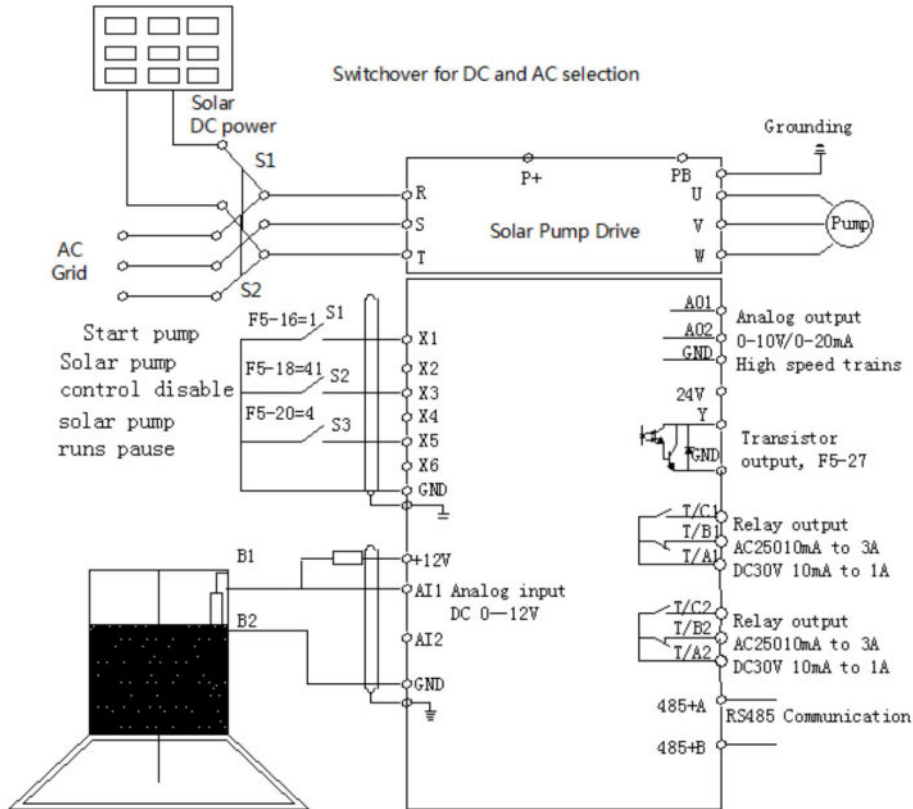 Switchover for DC and AC selection
Solar
DC power
S1
Grounding
P+
PB
R
U
S
Solar Pump Drive
V
Pump
T
W
AC
Grid
S2
Start pump
Solar pump
control disable
solar pump
runs pause
F5-16=1
S1
X1
X2
F5-18=41
S2
X3
X4
F5-20=4
S3
X5
X6
GND
A01
A02
GND
Analog output
0-10V/0-20mA
High speed trains
24V
Y
GND
Transistor
output, F5-27
T/C1
T/B1
T/A1
Relay output
AC25010mA to 3A
DC30V 10mA to 1A
B1
+12V
AI1 Analog input
DC 0—12V
B2
AI2
GND
T/C2
T/B2
T/A2
Relay output
AC25010mA to 3A
DC30V 10mA to 1A
485+A
RS485 Communication
485+B